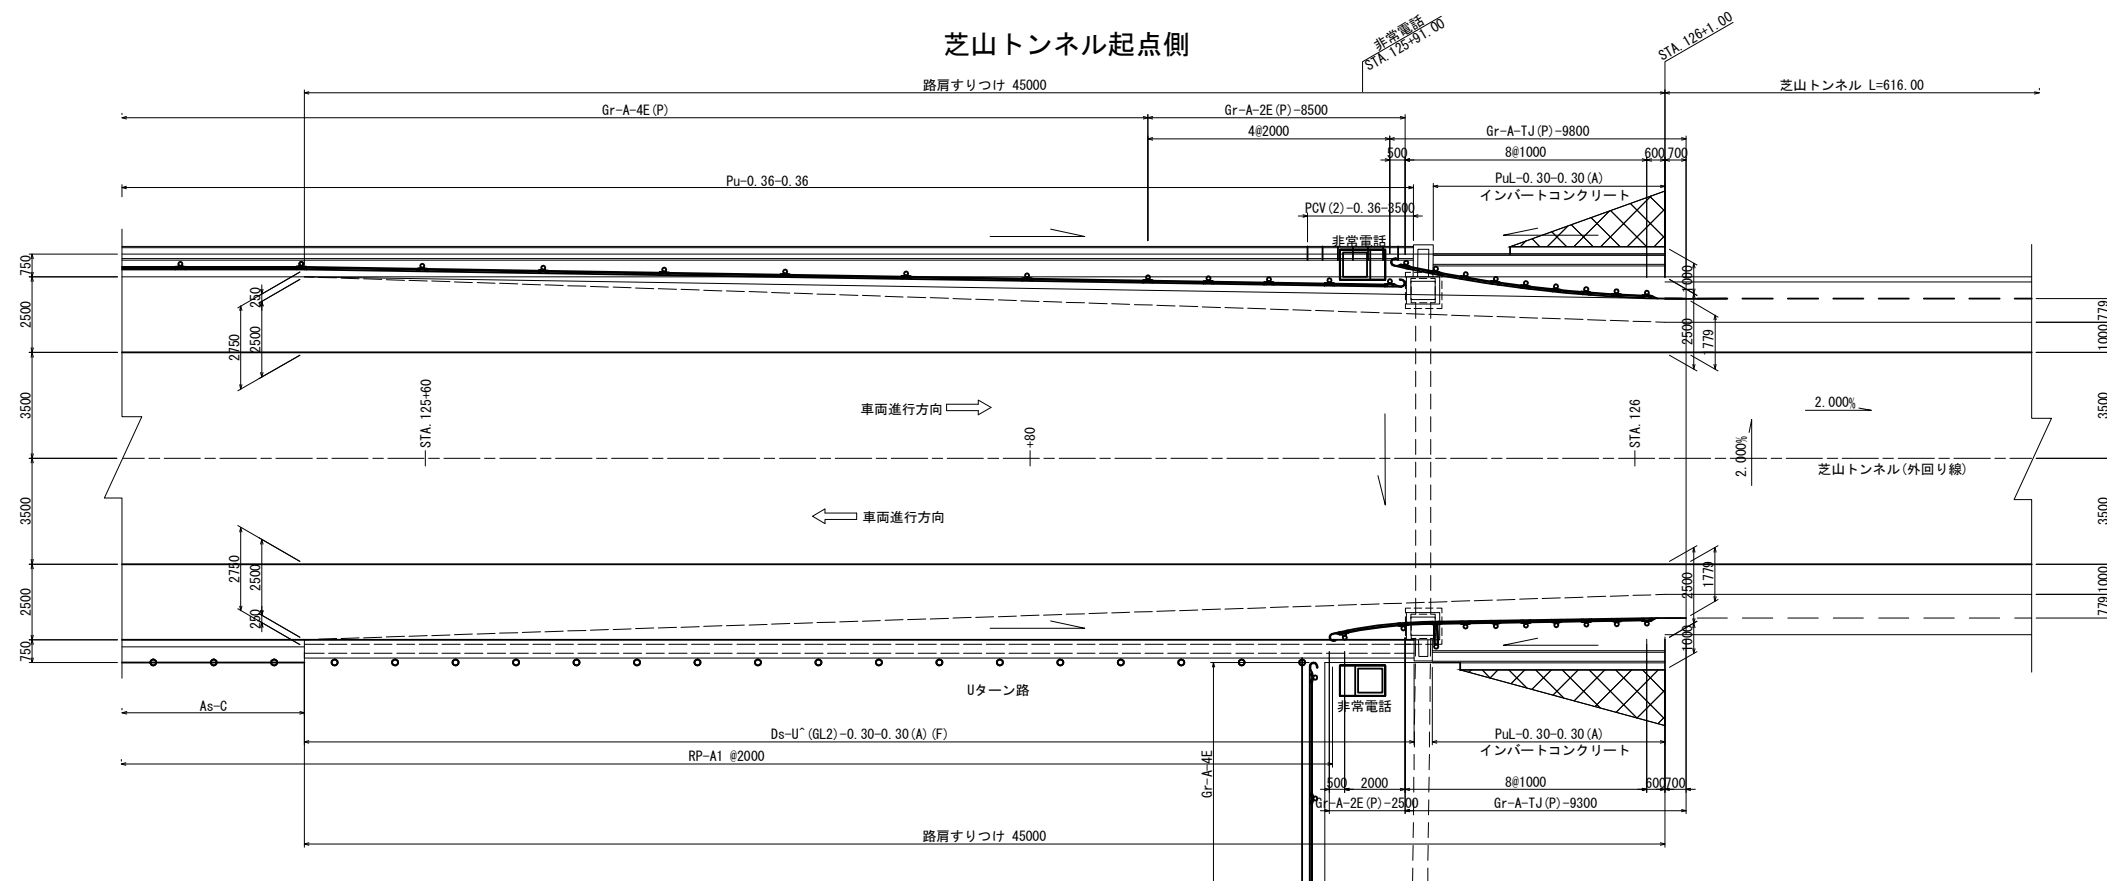 芝山トンネル起点側
非常電話
STA.125+91.00
STA.126+1.00
路肩すりつけ 45000
芝山トンネル L=616.00
Gr-A-4E(P)
Gr-A-2E(P)-8500
4@2000
Gr-A-TJ(P)-9800
500
8@1000
600
700
Pu-0.36-0.36
PuL-0.30-0.30(A)
インバートコンクリート
PCV(2)-0.36-3500
非常電話
750
2500
3500
3500
2500
750
250
2750
2500
1000
2500
1779
779
1000
3500
3500
1000
779
STA.125+60
+80
STA.126
車両進行方向
車両進行方向
2.000%
2.000%
芝山トンネル(外回り線)
2750
2500
250
2500
1779
1000
Uターン路
非常電話
As-C
Ds-U^(GL2)-0.30-0.30(A)(F)
PuL-0.30-0.30(A)
インバートコンクリート
RP-A1 @2000
Gr-A-4E
500
2000
8@1000
600
700
Gr-A-2E(P)-2500
Gr-A-TJ(P)-9300
路肩すりつけ 45000